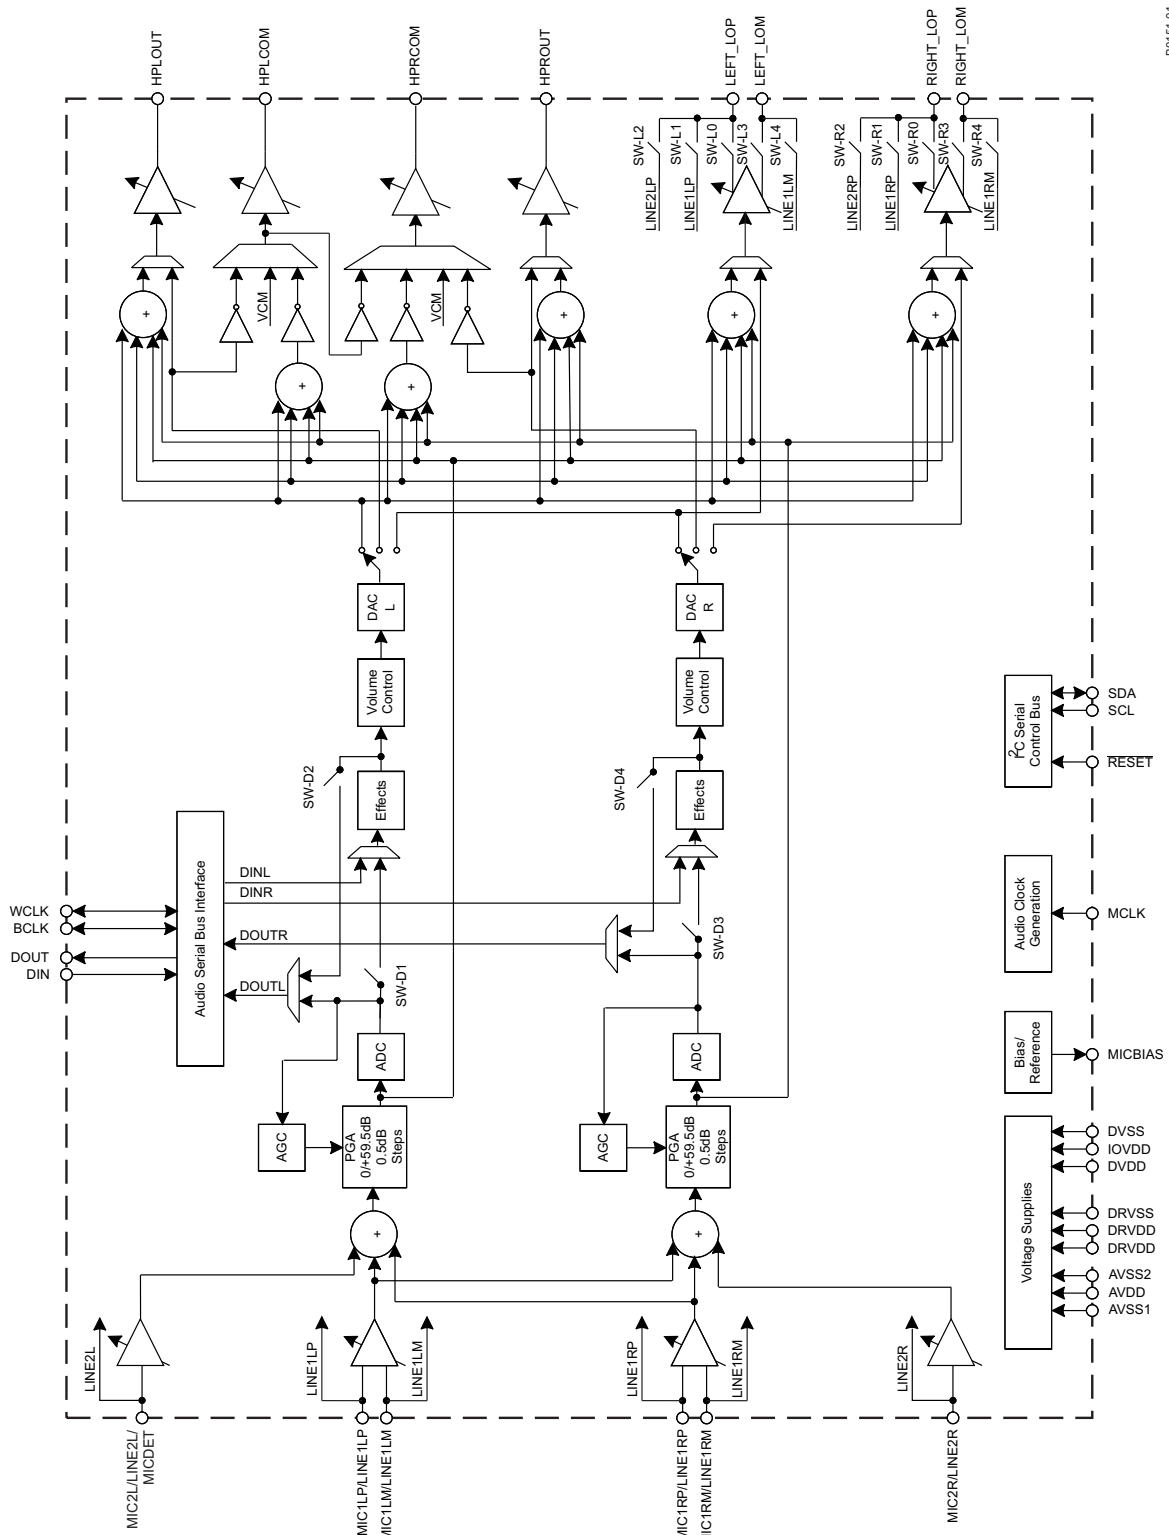 HPLOUT
HPLCOM
HPRCOM
HPROUT
LEFT_LOP
LEFT_LOM
RIGHT_LOP
RIGHT_LOM
SW-L2
SW-L1
SW-L0
SW-L3
SW-L4
SW-R2
SW-R1
SW-R0
SW-R3
SW-R4
LINE2LP
LINE1LP
LINE1LM
LINE2RP
LINE1RP
LINE1RM
VCM
VCM
+
+
+
+
+
+
DAC
L
DAC
R
Volume
Control
Volume
Control
SW-D2
SW-D4
Effects
Effects
I2C Serial
Control Bus
SDA
SCL
RESET
Audio Serial Bus Interface
DINL
DINR
DOUTR
DOUTL
WCLK
BCLK
DOUT
DIN
SW-D1
SW-D3
Audio Clock
Generation
MCLK
ADC
ADC
Bias/
Reference
MICBIAS
AGC
PGA
0/+59.5dB
0.5dB
Steps
AGC
PGA
0/+59.5dB
0.5dB
Steps
Voltage Supplies
DVSS
IOVDD
DVDD
DRVSS
DRVDD
DRVDD
AVSS2
AVDD
AVSS1
+
+
LINE2L
LINE1LP
LINE1LM
LINE1RP
LINE1RM
LINE2R
MIC2L/LINE2L/
MICDET
MIC1LP/LINE1LP
MIC1LM/LINE1LM
MIC1RP/LINE1RP
MIC1RM/LINE1RM
MIC2R/LINE2R